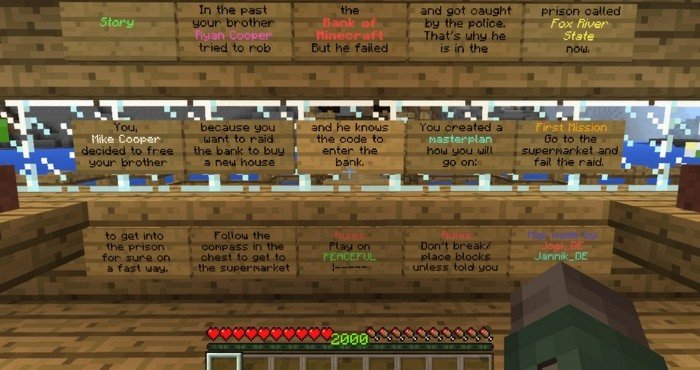 Story
In the past
your brother
Ryan Cooper
tried to rob
the
Bank of
Minecraft
But he failed
and got caught
by the police.
That's why he
is in the
prison called
Fox River
State
now.
You,
Mike Cooper
decided to free
your brother
because you
want to raid
the bank to buy
a new house
and he knows
the code to
enter the
bank.
You created a
masterplan
how you will
go on:
First Mission
Go to the
supermarket and
fail the raid.
to get into
the prison
for sure on
a fast way.
Follow the
compass in the
chest to get to
the supermarket
Rules
Play on
PEACEFUL
!-----
Rules
Don't break/
place blocks
unless told you
Map made by
Jannik_DE
2000